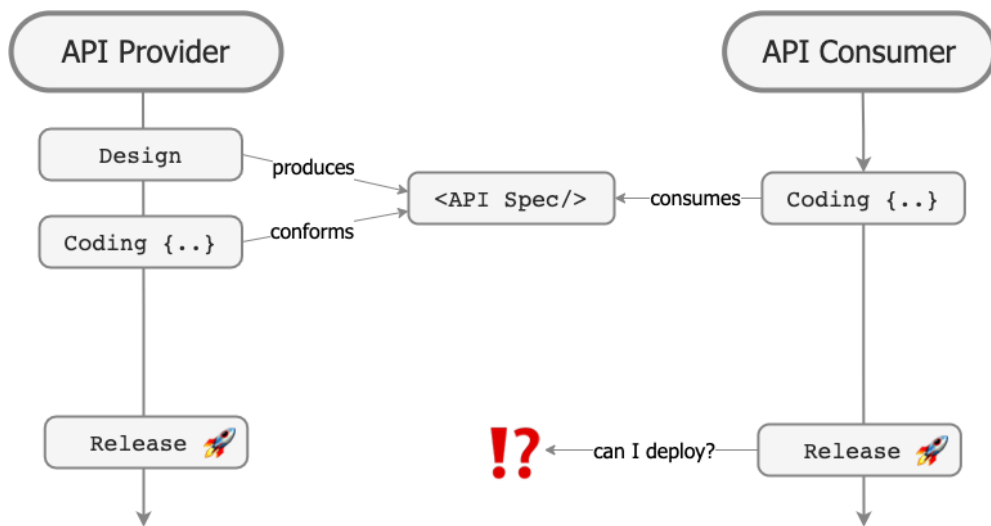 API Provider
API Consumer
Design
produces
<API Spec/>
consumes
Coding {..}
Coding {..}
conforms
Release 🚀
⁉
can I deploy?
Release 🚀